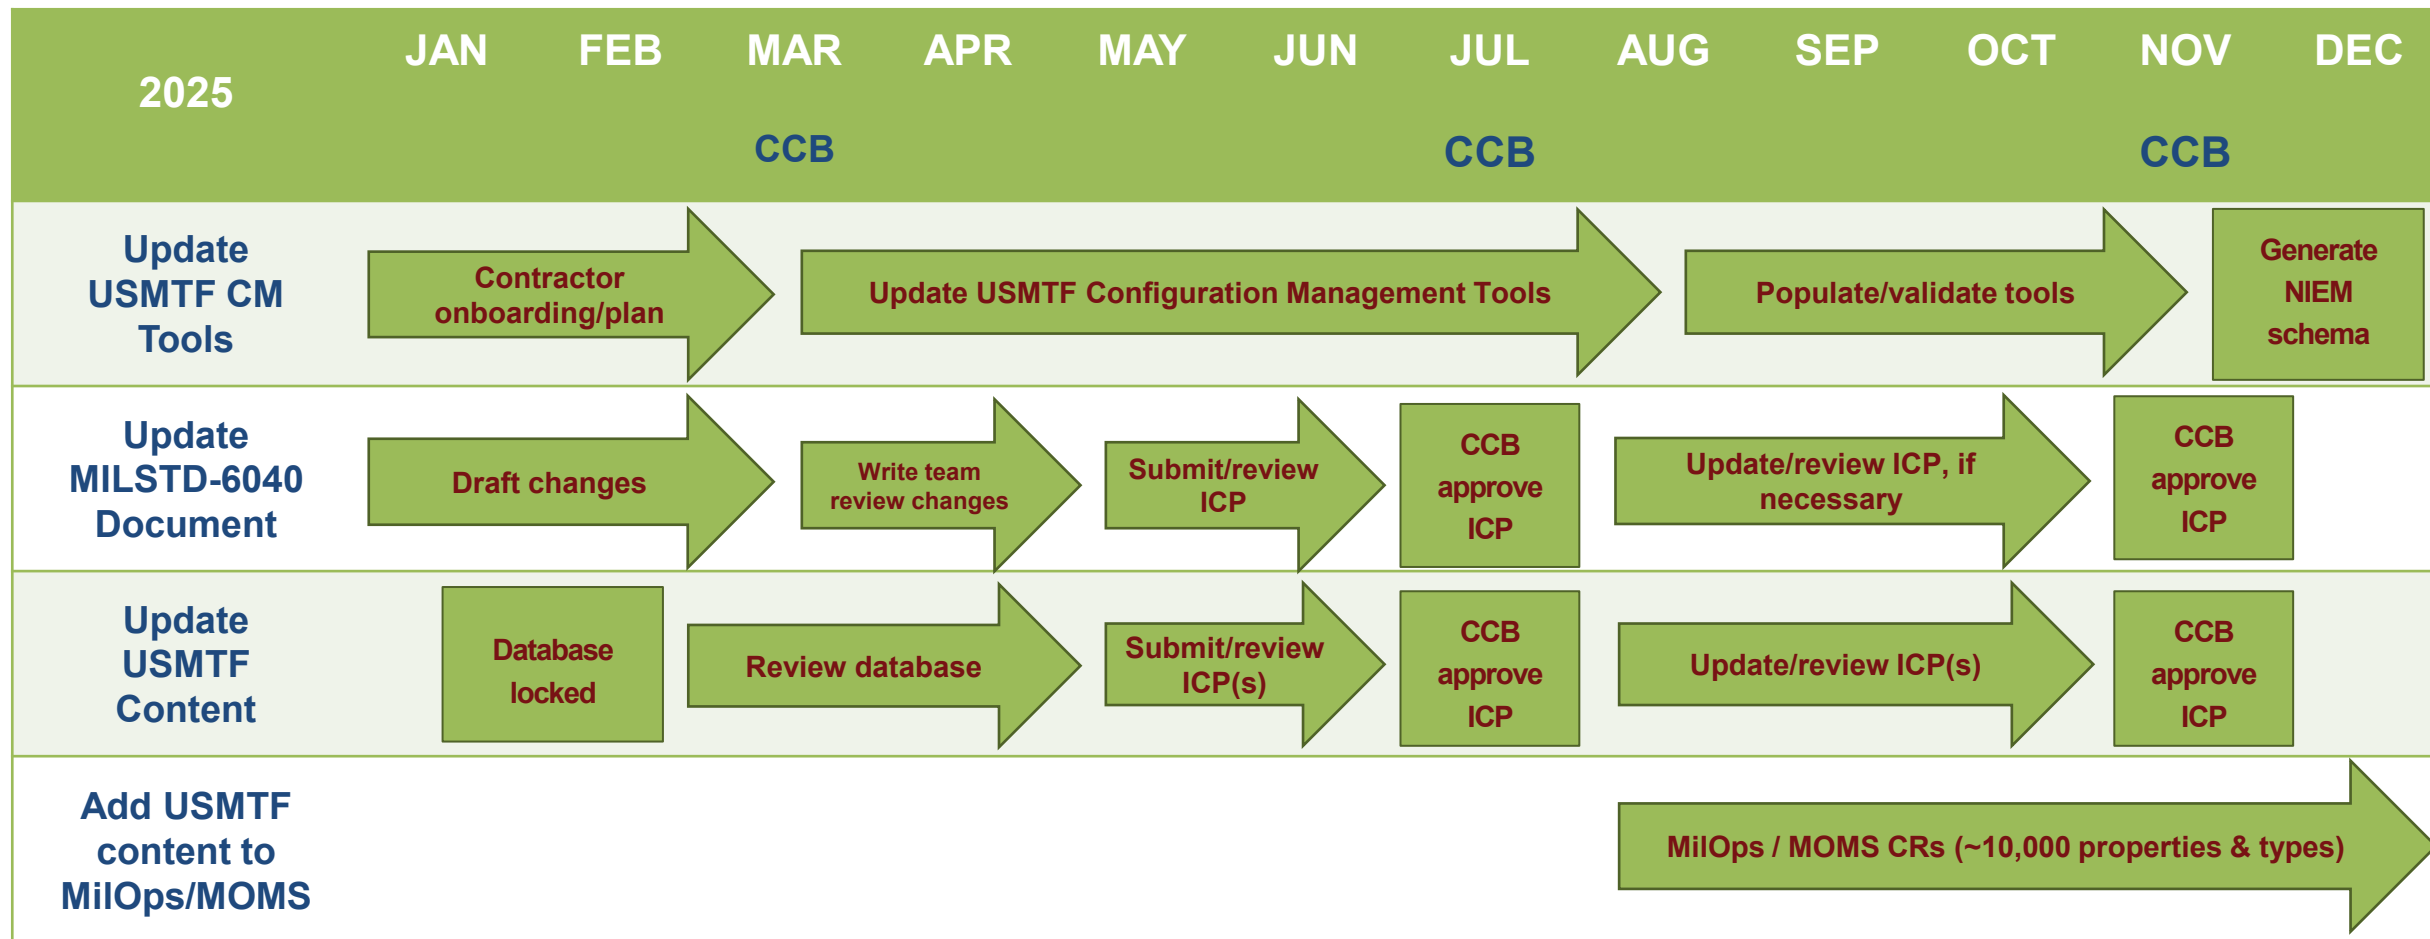 2025
JAN FEB MAR APR MAY JUN JUL AUG SEP OCT NOV DEC
CCB CCB CCB
Update
USMTF CM
Tools
Contractor
onboarding/plan
Update USMTF Configuration Management Tools
Populate/validate tools
Generate
NIEM
schema
Update
MILSTD-6040
Document
Draft changes
Write team
review changes
Submit/review
ICP
CCB
approve
ICP
Update/review ICP, if
necessary
CCB
approve
ICP
Update
USMTF
Content
Database
locked
Review database
Submit/review
ICP(s)
CCB
approve
ICP
Update/review ICP(s)
CCB
approve
ICP
Add USMTF
content to
MilOps/MOMS
MilOps / MOMS CRs (~10,000 properties & types)